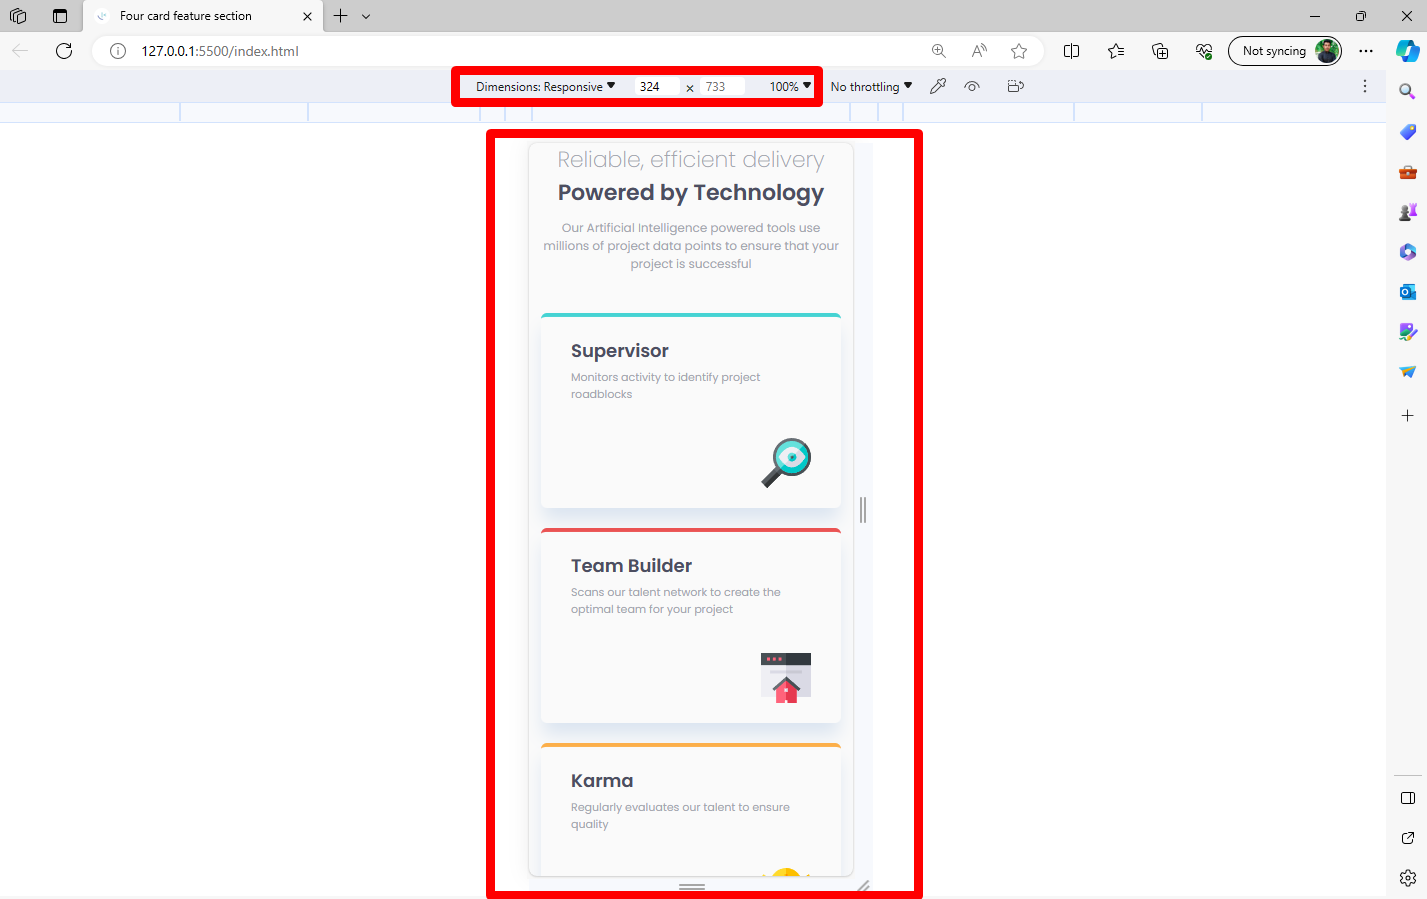 Four card feature section
127.0.0.1:5500/index.html
Not syncing
Dimensions: Responsive 324 × 733 100% No throttling
Reliable, efficient delivery
Powered by Technology
Our Artificial Intelligence powered tools use
millions of project data points to ensure that your
project is successful
Supervisor
Monitors activity to identify project
roadblocks
Team Builder
Scans our talent network to create the
optimal team for your project
Karma
Regularly evaluates our talent to ensure
quality